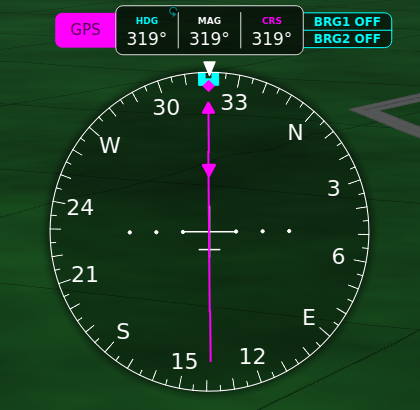 GPS
HDG MAG CRS
319° 319° 319°
BRG1 OFF
BRG2 OFF
30 33
W N
24 3
21 6
S E
15 12